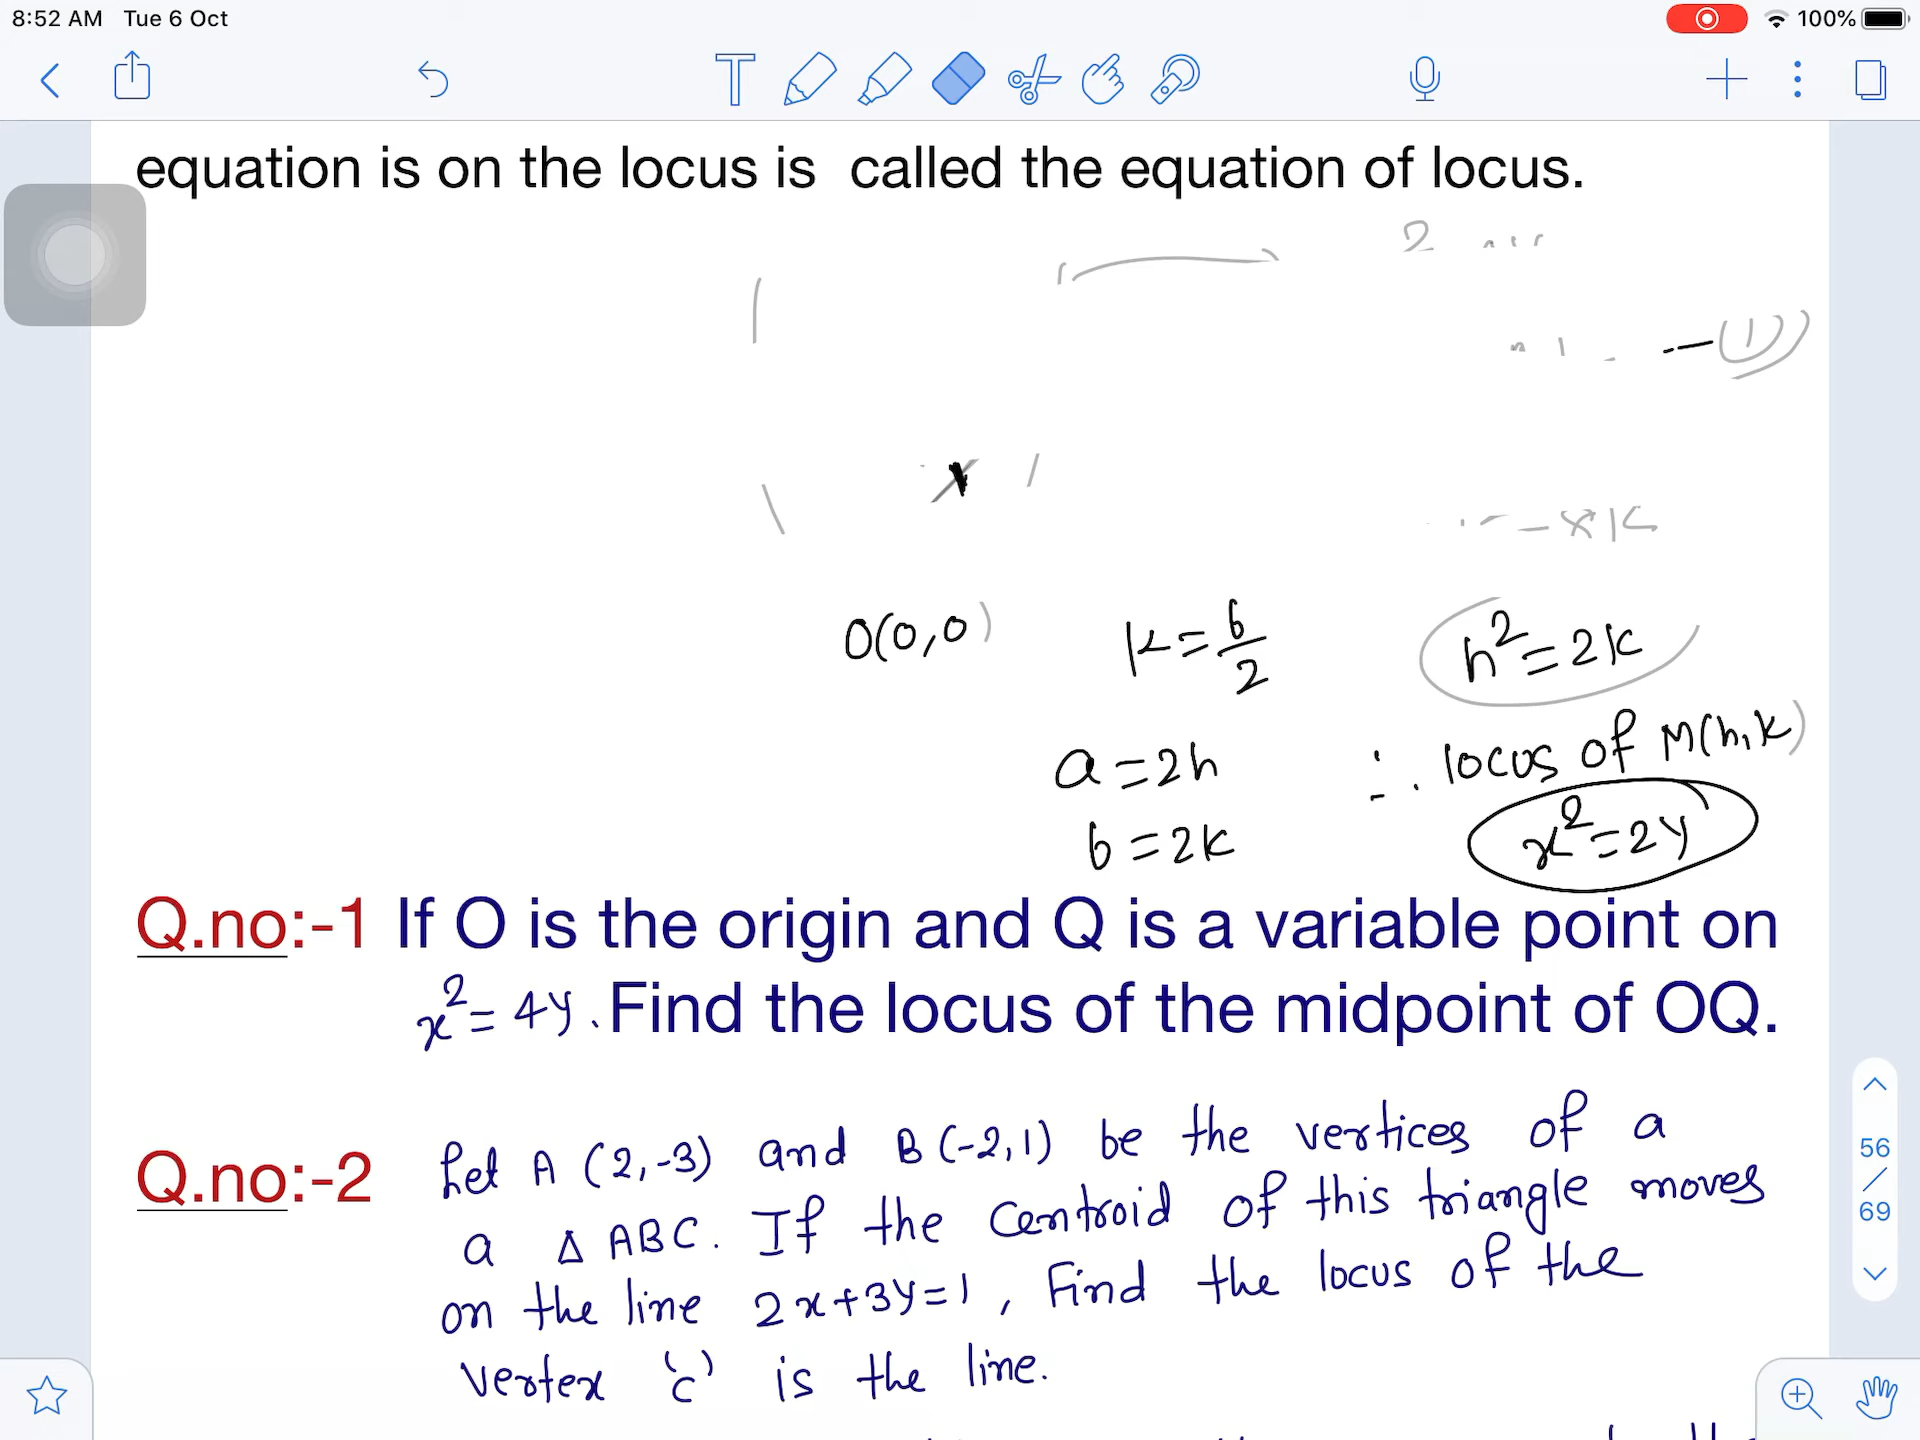 8:52 AM Tue 6 Oct
100%
equation is on the locus is called the equation of locus.
2
--(1)
x k
O(0,0)
k = b/2
h² = 2k
a = 2h
∴ locus of M(h,k)
b = 2k
x² = 2y
Q.no:-1 If O is the origin and Q is a variable point on
x² = 4y. Find the locus of the midpoint of OQ.
Q.no:-2 Let A (2,-3) and B (-2,1) be the vertices of a
a Δ ABC. If the Centroid of this triangle moves
on the line 2x+3y=1, Find the locus of the
vertex 'c' is the line.
56
/
69